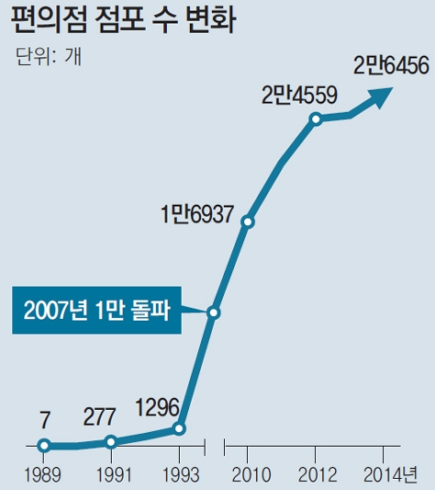 편의점 점포 수 변화
단위: 개
2만6456
2만4559
1만6937
2007년 1만 돌파
7
277
1296
1989
1991
1993
2010
2012
2014년